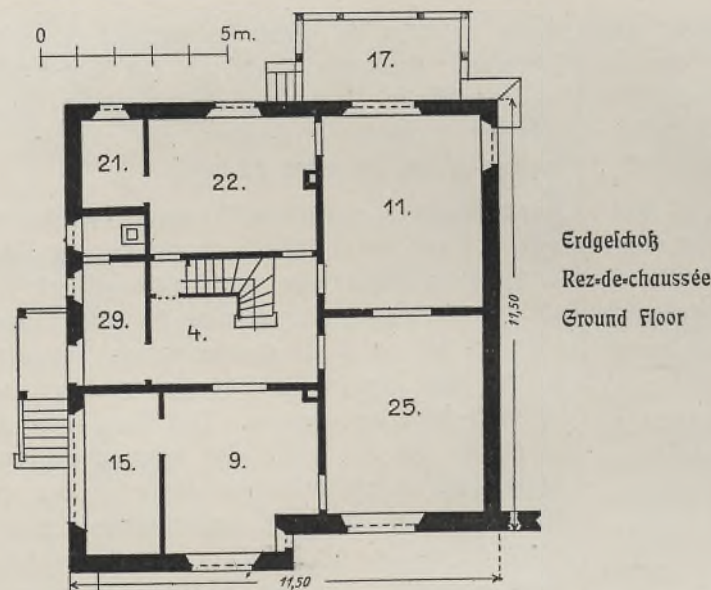 0 5m.
17.
21.
22.
11.
Erdgeschoß
Rez-de-chaussée
Ground Floor
11,50
29.
4.
25.
15.
9.
11,50